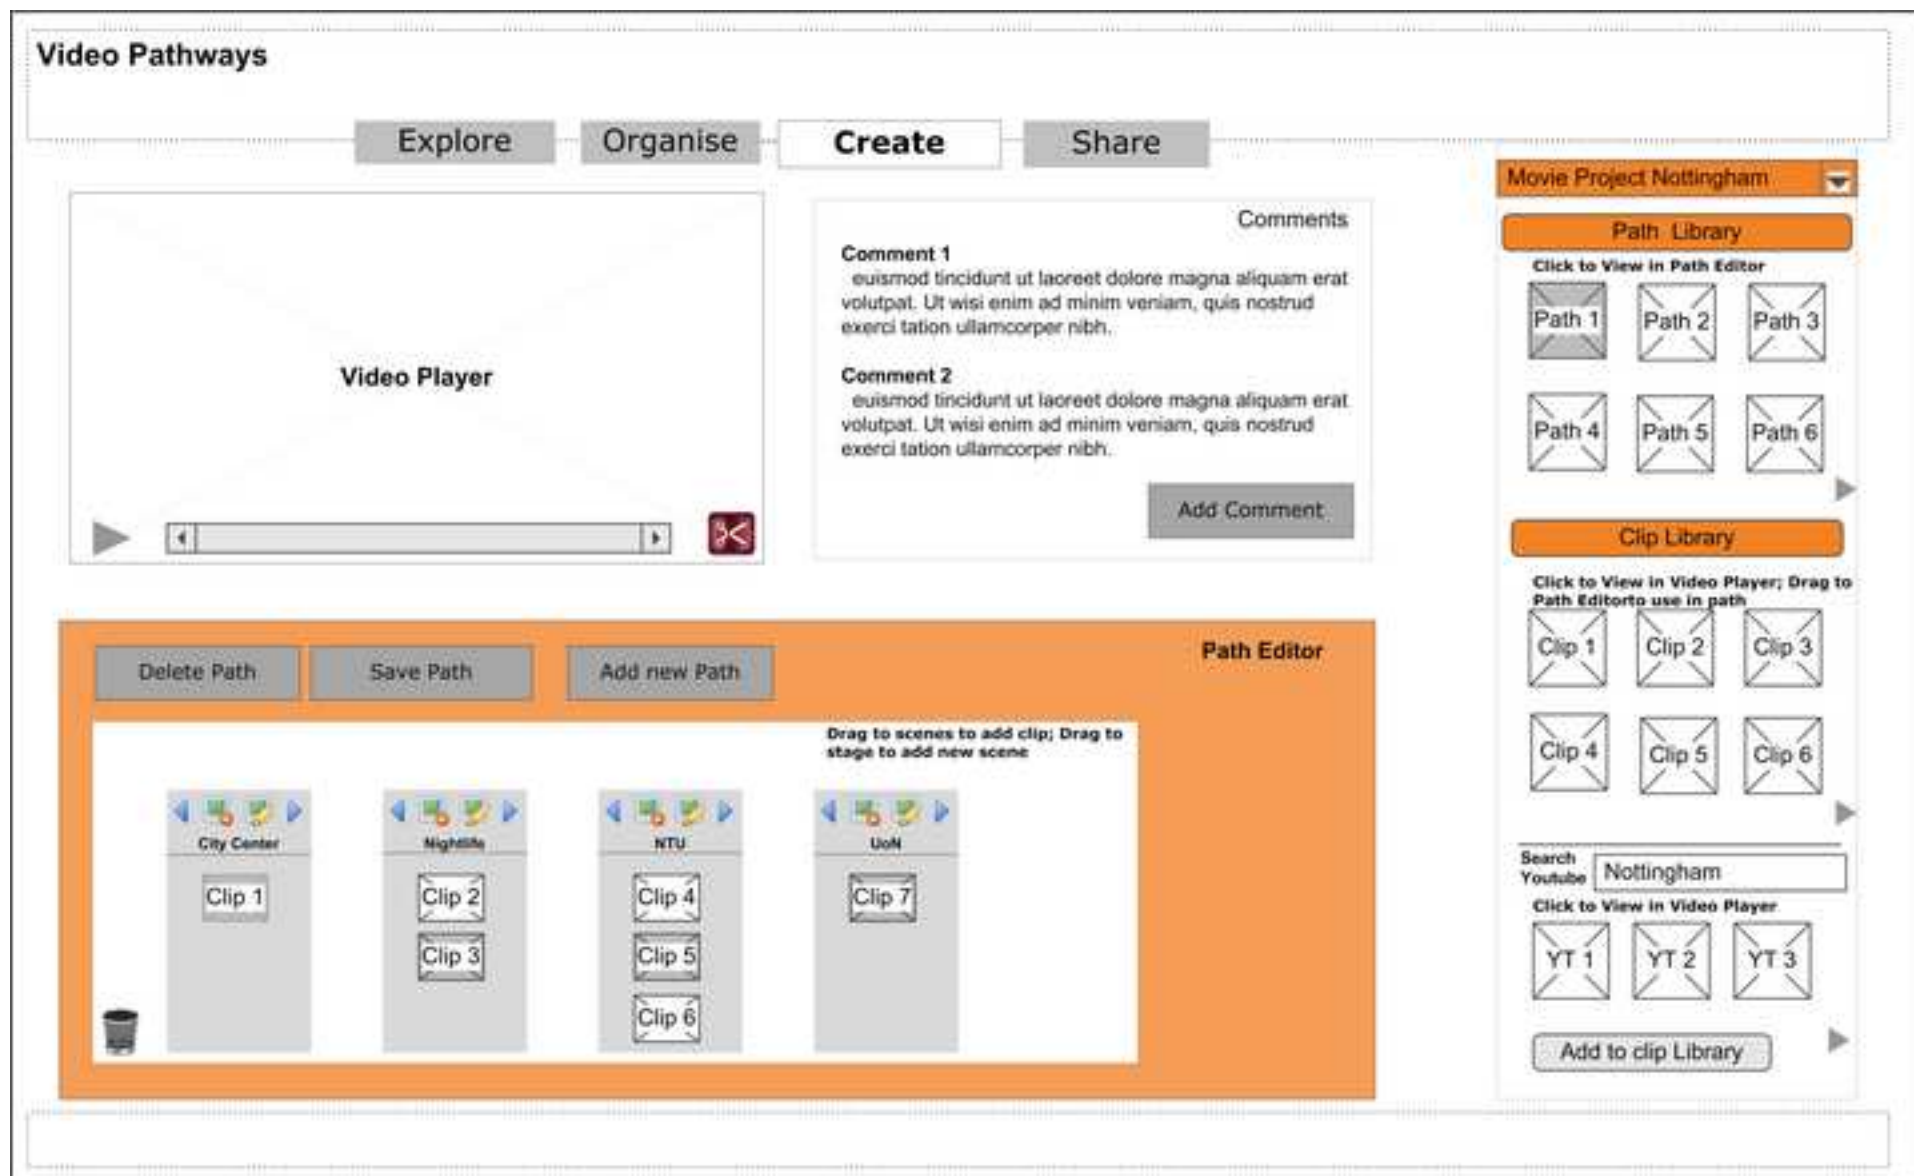 Video Pathways
Explore
Organise
Create
Share
Video Player
Comments
Comment 1
euismod tincidunt ut laoreet dolore magna aliquam erat
volutpat. Ut wisi enim ad minim veniam, quis nostrud
exerci tation ullamcorper nibh.
Comment 2
euismod tincidunt ut laoreet dolore magna aliquam erat
volutpat. Ut wisi enim ad minim veniam, quis nostrud
exerci tation ullamcorper nibh.
Add Comment
Movie Project Nottingham
Path Library
Click to View in Path Editor
Path 1
Path 2
Path 3
Path 4
Path 5
Path 6
Clip Library
Click to View in Video Player; Drag to
Path Editorto use in path
Clip 1
Clip 2
Clip 3
Clip 4
Clip 5
Clip 6
Search
Youtube
Nottingham
Click to View in Video Player
YT 1
YT 2
YT 3
Add to clip Library
Path Editor
Delete Path
Save Path
Add new Path
Drag to scenes to add clip; Drag to
stage to add new scene
City Center
Clip 1
Nightlife
Clip 2
Clip 3
NTU
Clip 4
Clip 5
Clip 6
UoN
Clip 7